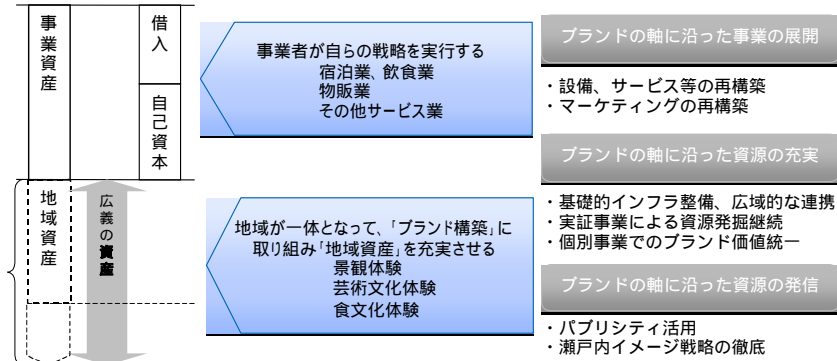 事業資産
借入
自己資本
地域資産
広義の資産
事業者が自らの戦略を実行する
宿泊業、飲食業
物販業
その他サービス業
地域が一体となって、「ブランド構築」に
取り組み「地域資産」を充実させる
景観体験
芸術文化体験
食文化体験
ブランドの軸に沿った事業の展開
・設備、サービス等の再構築
・マーケティングの再構築
ブランドの軸に沿った資源の充実
・基礎的インフラ整備、広域的な連携
・実証事業による資源発掘継続
・個別事業でのブランド価値統一
ブランドの軸に沿った資源の発信
・パブリシティ活用
・瀬戸内イメージ戦略の徹底